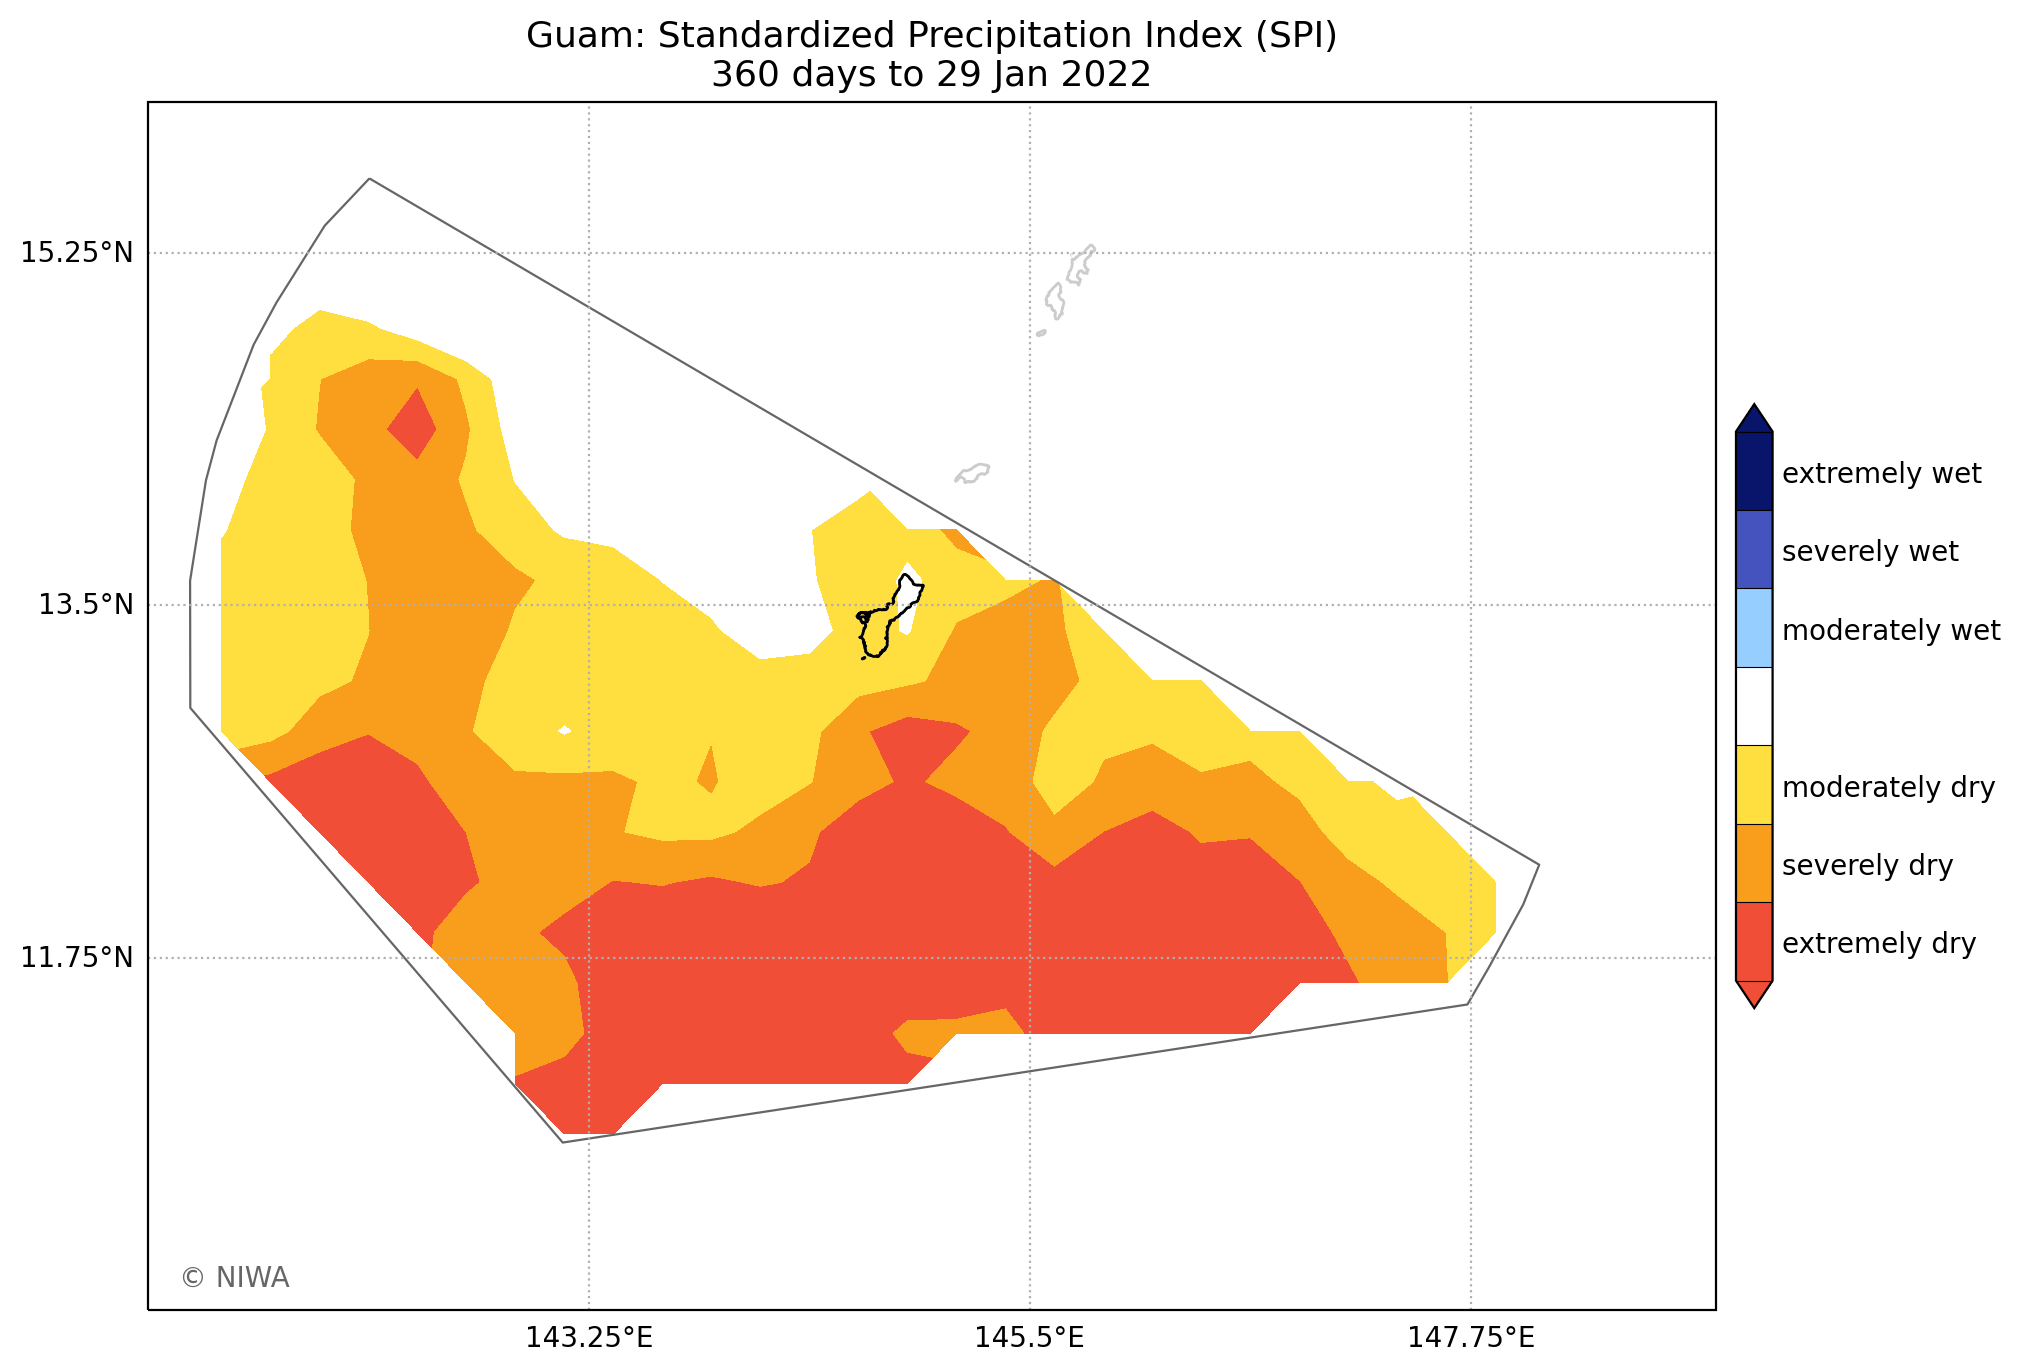 Guam: Standardized Precipitation Index (SPI)
360 days to 29 Jan 2022
15.25°N
13.5°N
11.75°N
143.25°E
145.5°E
147.75°E
extremely wet
severely wet
moderately wet
moderately dry
severely dry
extremely dry
© NIWA